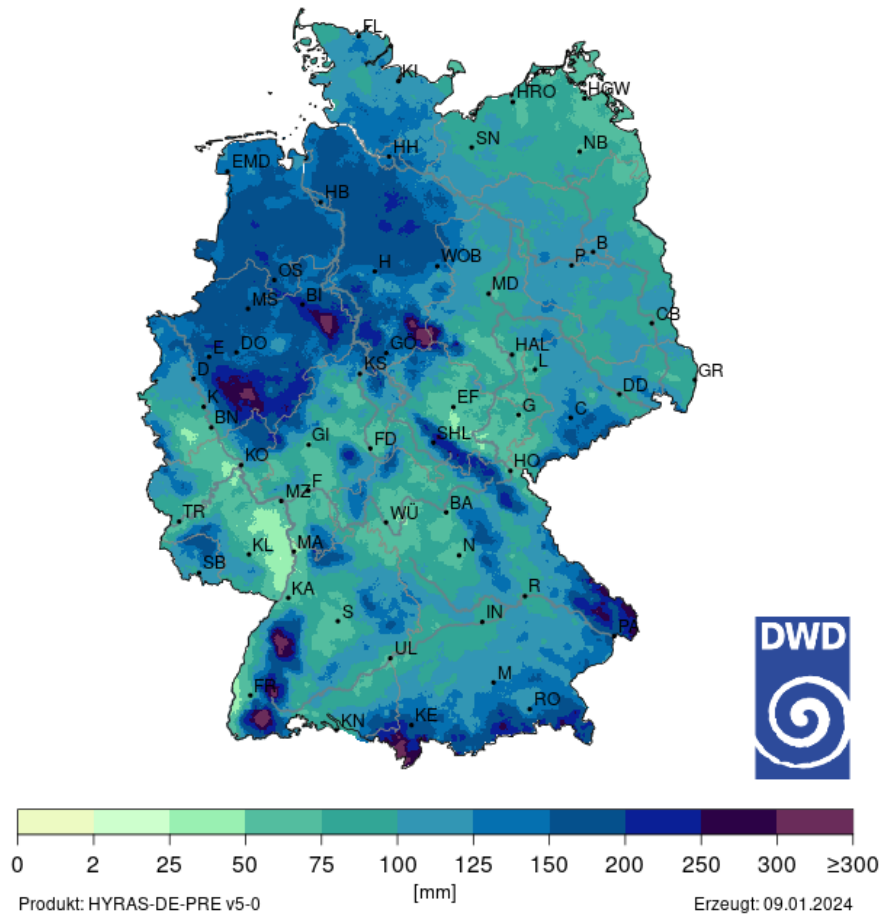 FL
KI
HRO
HGW
SN
NB
HH
EMD
HB
B
P
WOB
H
OS
MD
BI
MS
CB
DO
E
GÖ
HAL
L
KS
D
GR
DD
K
EF
G
C
BN
SHL
GI
FD
KO
HO
F
MZ
BA
TR
WÜ
MA
KL
N
SB
KA
R
S
IN
PA
UL
M
FR
RO
KN
KE
DWD
0 2 25 50 75 100 125 150 200 250 300 ≥300
[mm]
Produkt: HYRAS-DE-PRE v5-0 Erzeugt: 09.01.2024